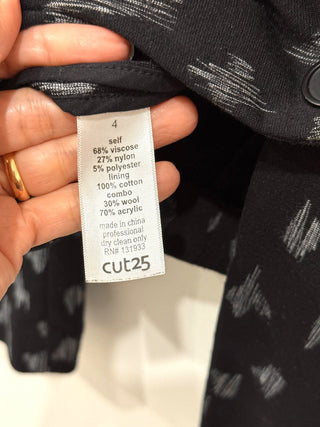 4
self
68% viscose
27% nylon
5% polyester
lining
100% cotton
combo
30% wool
70% acrylic
made in china
professional
dry clean only
RN# 131933
cut25